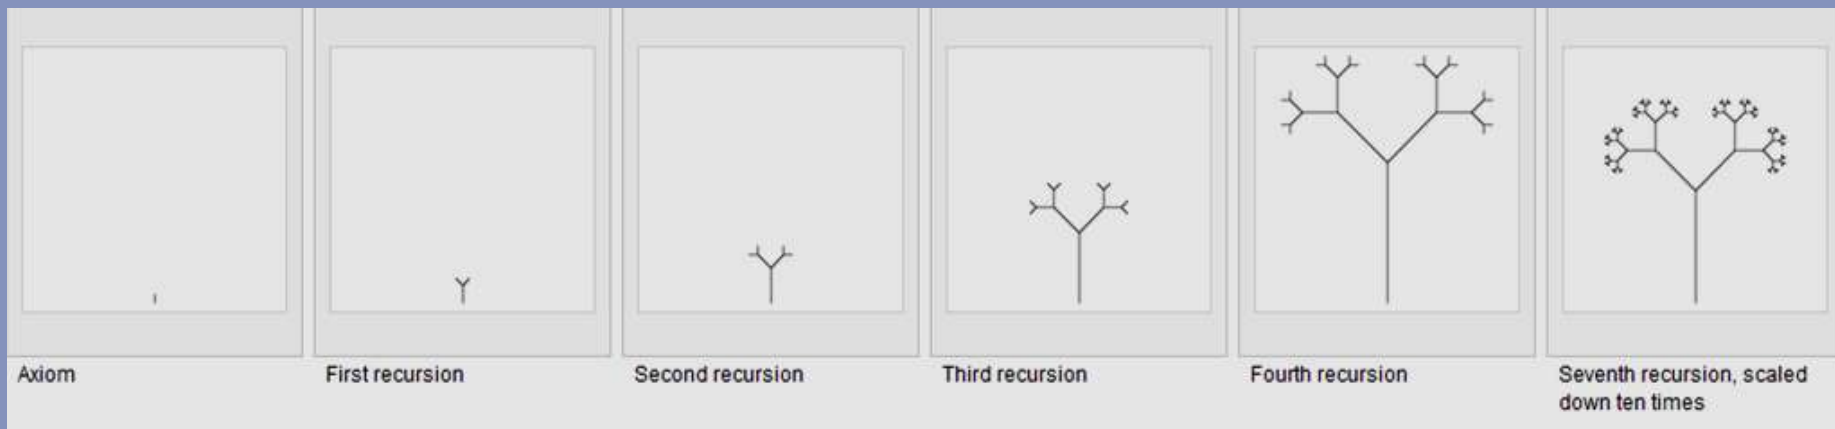 Axiom
First recursion
Second recursion
Third recursion
Fourth recursion
Seventh recursion, scaled
down ten times